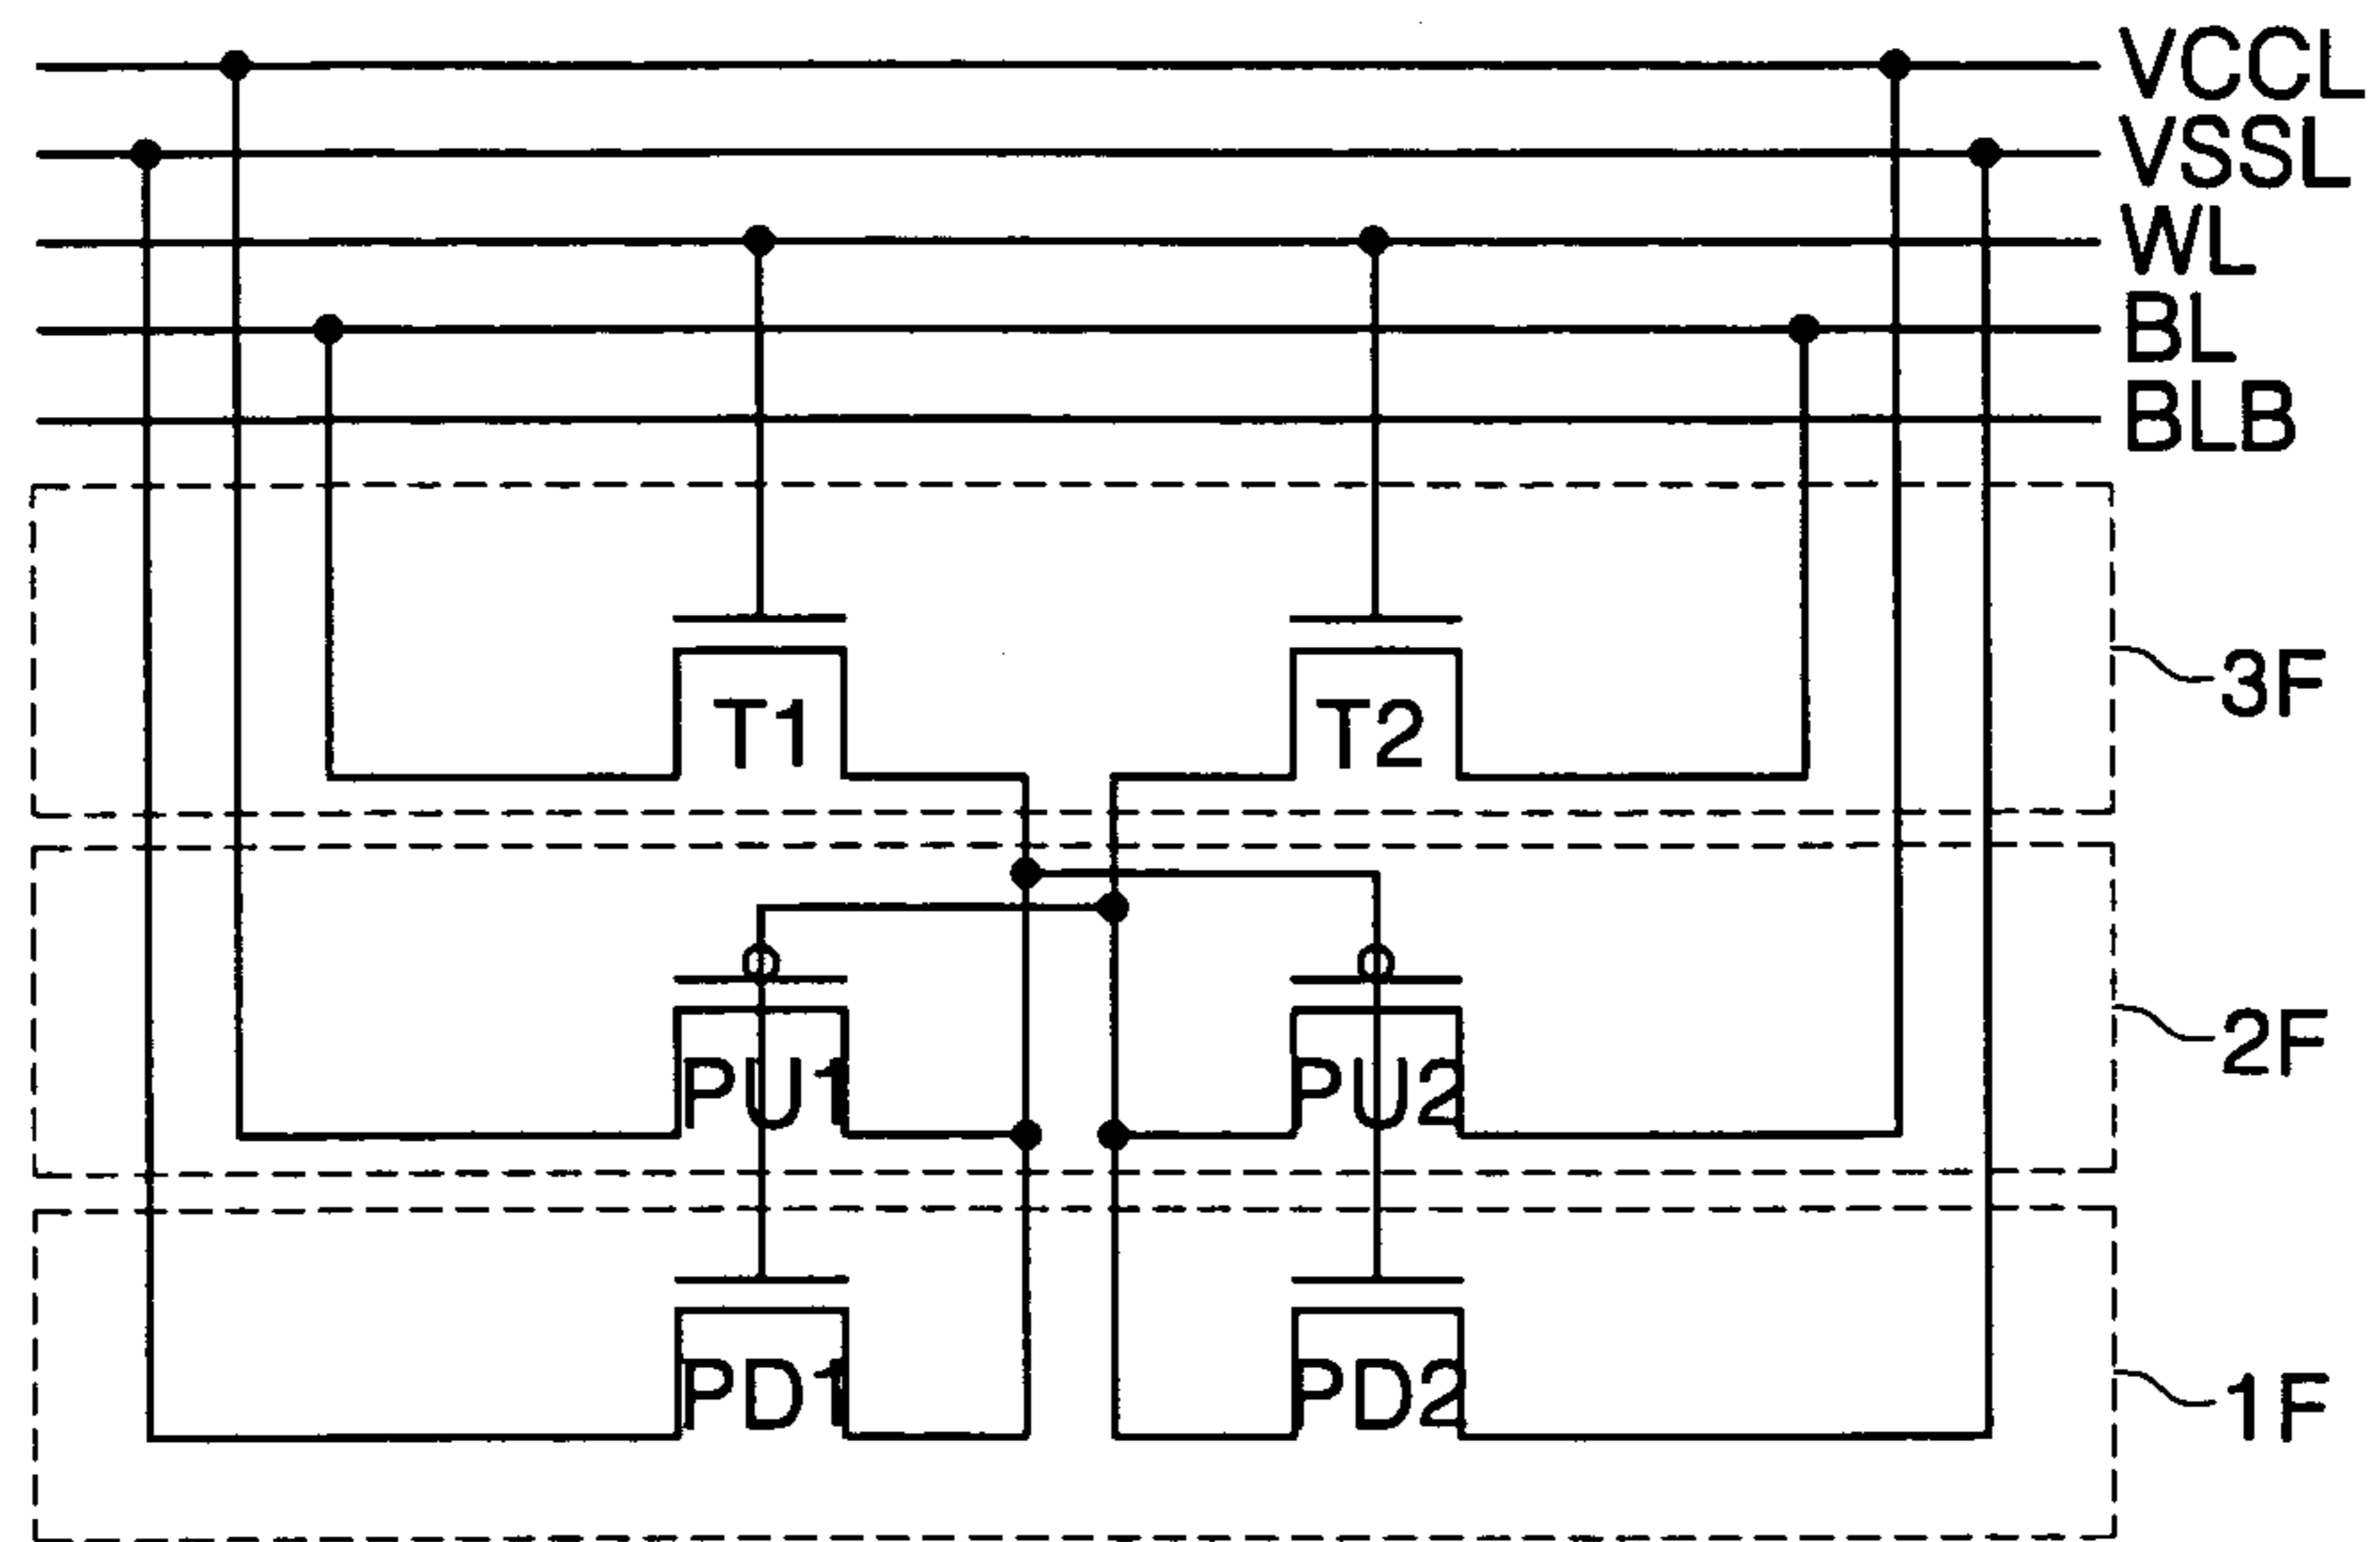 VCCL
VSSL
WL
BL
BLB
T1 T2
3F
PU1 PU2
2F
PD1 PD2
1F